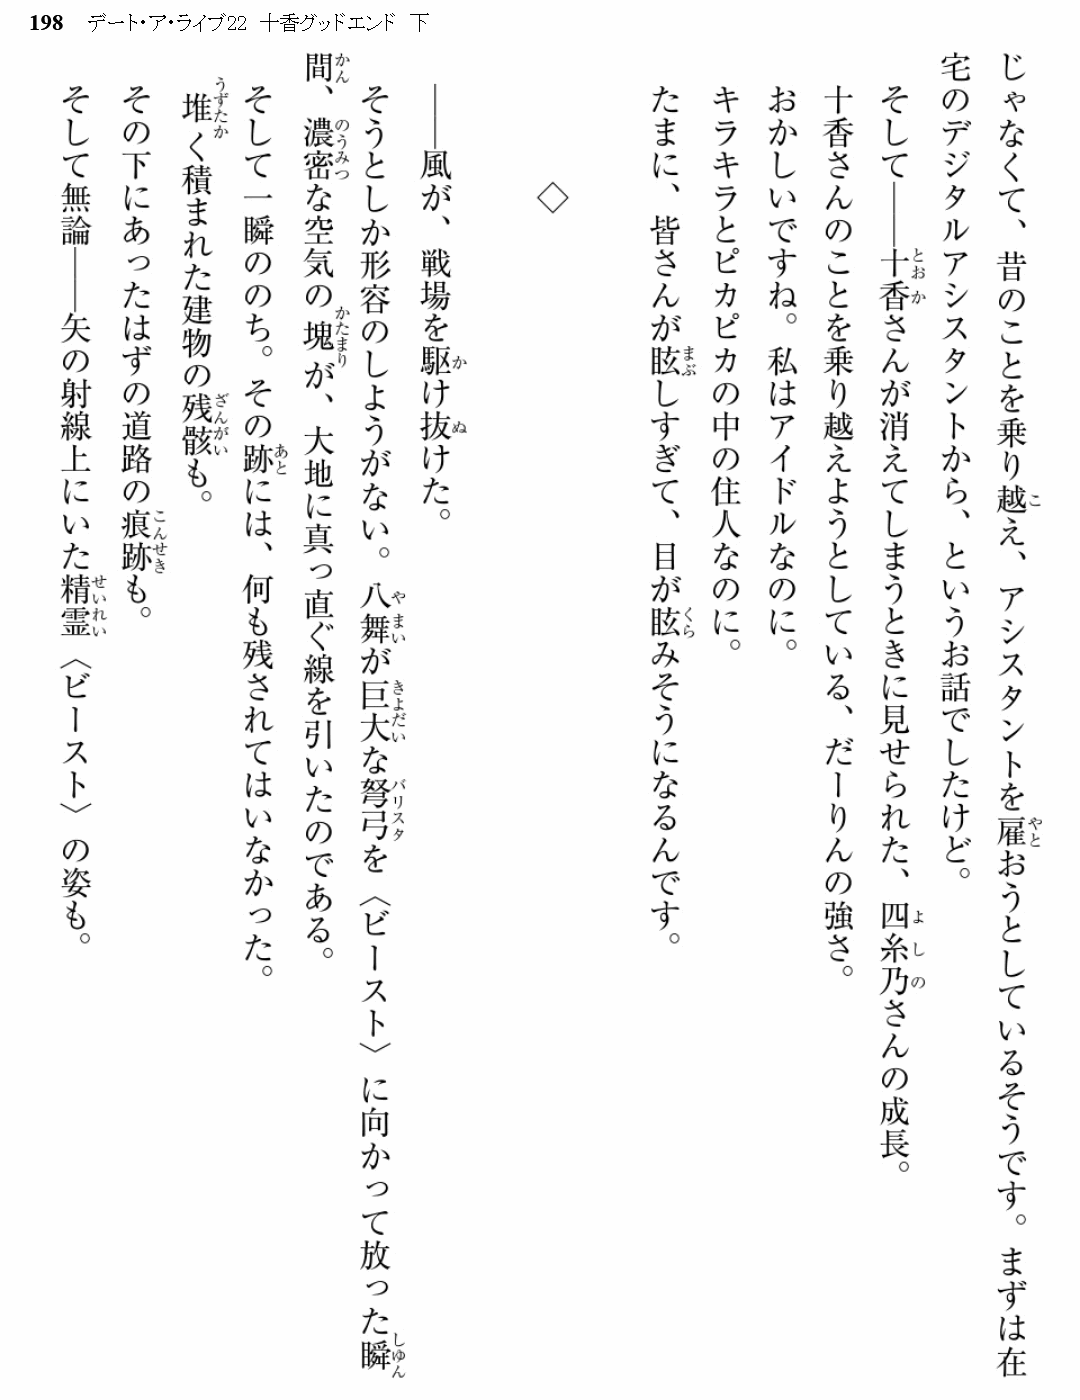 198 デート・ア・ライブ22 十香グッドエンド 下
じゃなくて、昔のことを乗り越え、アシスタントを雇おうとしているそうです。まずは在
宅のデジタルアシスタントから、というお話でしたけど。
そして――十香さんが消えてしまうときに見せられた、四糸乃さんの成長。
十香さんのことを乗り越えようとしている、だーりんの強さ。
おかしいですね。私はアイドルなのに。
キラキラとピカピカの中の住人なのに。
たまに、皆さんが眩しすぎて、目が眩みそうになるんです。
◇
――風が、戦場を駆け抜けた。
そうとしか形容のしようがない。八舞が巨大な弩弓を〈ビースト〉に向かって放った瞬
間、濃密な空気の塊が、大地に真っ直ぐ線を引いたのである。
そして一瞬ののち。その跡には、何も残されてはいなかった。
堆く積まれた建物の残骸も。
その下にあったはずの道路の痕跡も。
そして無論――矢の射線上にいた精霊〈ビースト〉の姿も。